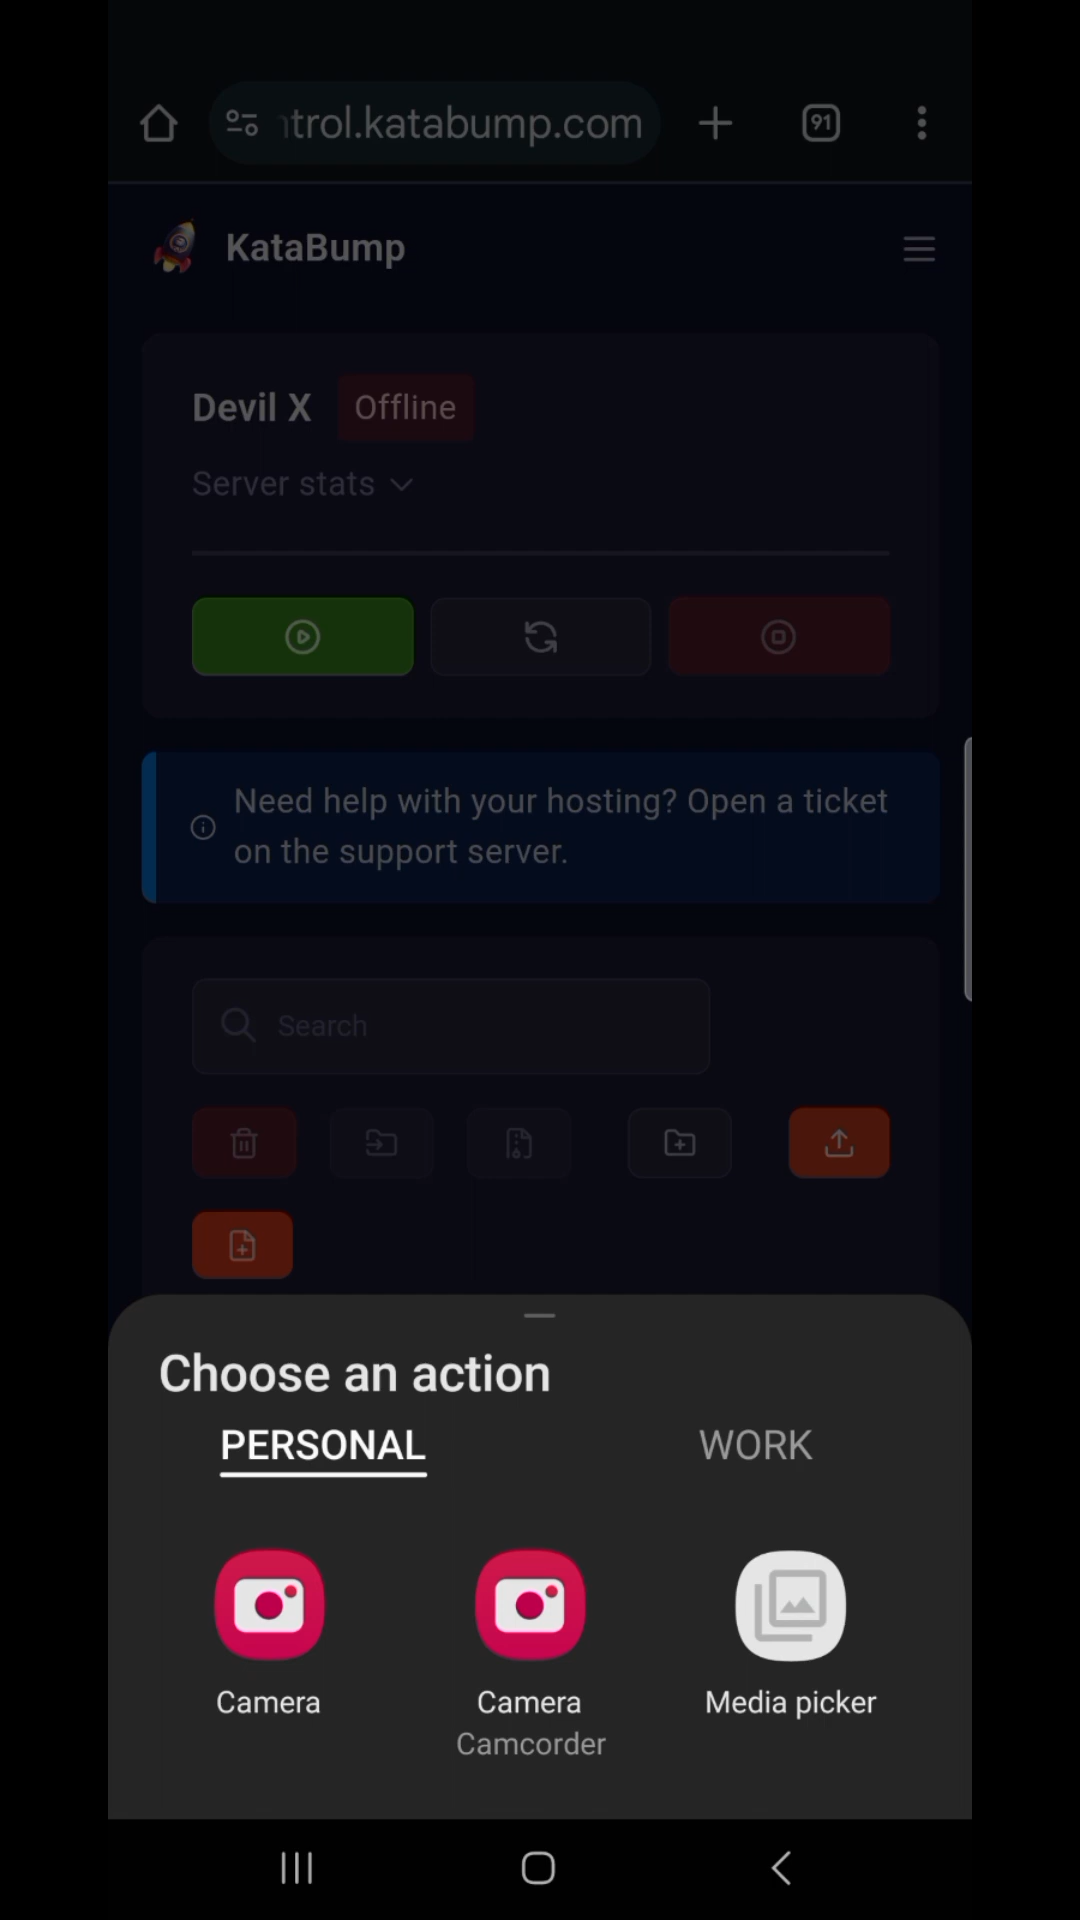 ntrol.katabump.com
91
KataBump
Devil X
Offline
Server stats
Need help with your hosting? Open a ticket
on the support server.
Search
Choose an action
PERSONAL
WORK
Camera
Camera
Media picker
Camcorder